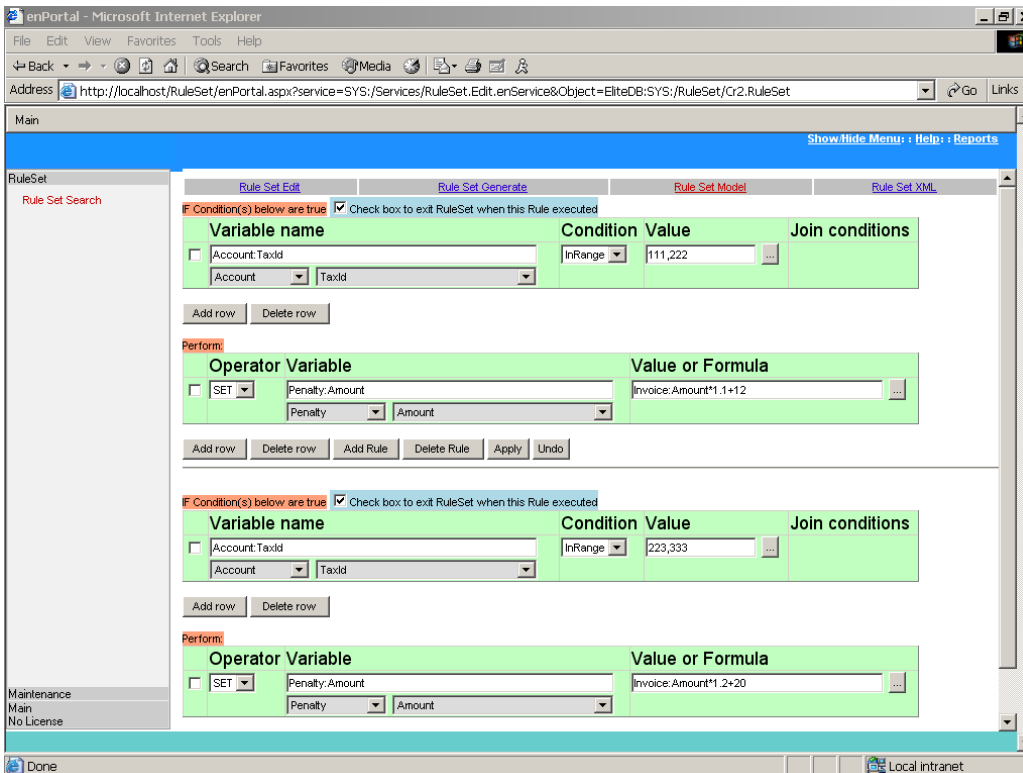 enPortal - Microsoft Internet Explorer
File Edit View Favorites Tools Help
Back Search Favorites Media
Address http://localhost/RuleSet/enPortal.aspx?service=SYS:/Services/RuleSet.Edit.enService&Object=EliteDB:SYS:/RuleSet/Cr2.RuleSet Go Links
Main
Show/Hide Menu: : Help: : Reports
RuleSet
Rule Set Search
Rule Set Edit Rule Set Generate Rule Set Model Rule Set XML
IF Condition(s) below are true Check box to exit RuleSet when this Rule executed
Variable name Condition Value Join conditions
Account:TaxId InRange 111,222 ...
Account TaxId
Add row Delete row
Perform:
Operator Variable Value or Formula
SET Penalty:Amount Invoice:Amount*1.1+12 ...
Penalty Amount
Add row Delete row Add Rule Delete Rule Apply Undo
IF Condition(s) below are true Check box to exit RuleSet when this Rule executed
Variable name Condition Value Join conditions
Account:TaxId InRange 223,333 ...
Account TaxId
Add row Delete row
Perform:
Operator Variable Value or Formula
SET Penalty:Amount Invoice:Amount*1.2+20 ...
Penalty Amount
Maintenance
Main
No License
Done Local intranet